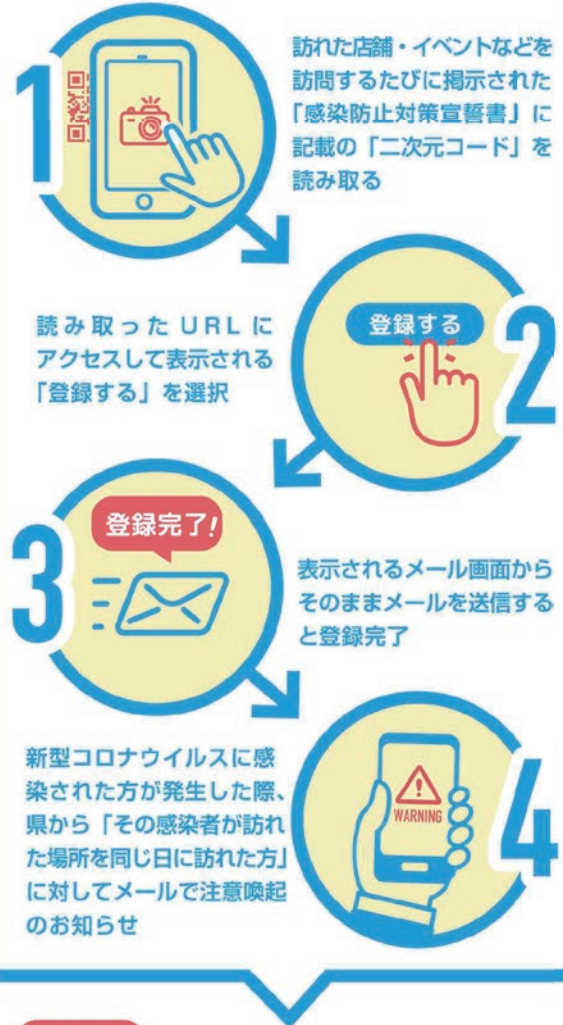 1
訪れた店舗・イベントなどを
訪問するたびに掲示された
「感染防止対策宣誓書」に
記載の「二次元コード」を
読み取る
読み取った URL に
アクセスして表示される
「登録する」を選択
登録する
2
登録完了!
3
表示されるメール画面から
そのままメールを送信する
と登録完了
新型コロナウイルスに感
染された方が発生した際、
県から「その感染者が訪れ
た場所を同じ日に訪れた方」
に対してメールで注意喚起
のお知らせ
WARNING
4